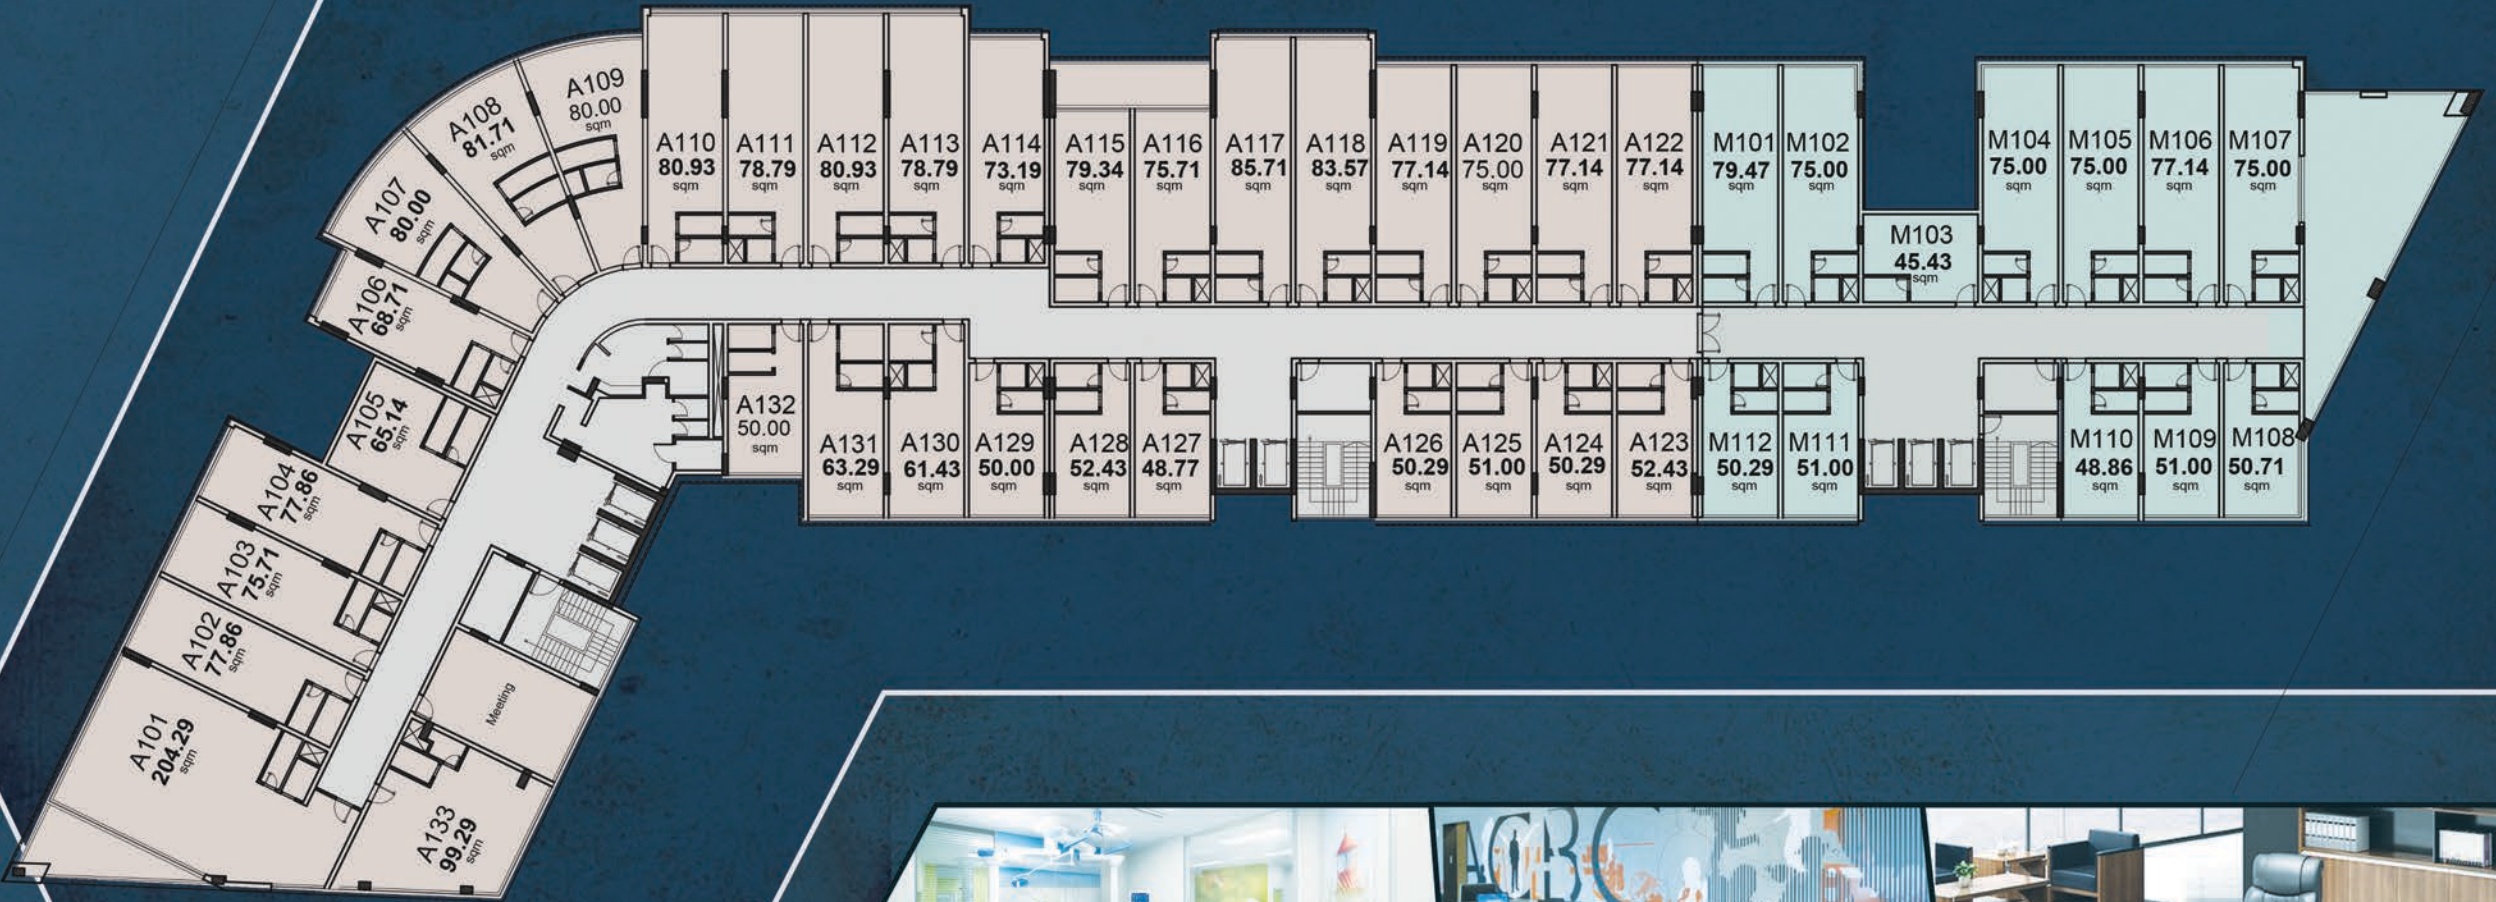 A101
204.29
sqm
A102
77.86
sqm
A103
75.71
sqm
A104
77.86
sqm
A105
65.14
sqm
A106
68.71
sqm
A107
80.00
sqm
A108
81.71
sqm
A109
80.00
sqm
A110
80.93
sqm
A111
78.79
sqm
A112
80.93
sqm
A113
78.79
sqm
A114
73.19
sqm
A115
79.34
sqm
A116
75.71
sqm
A117
85.71
sqm
A118
83.57
sqm
A119
77.14
sqm
A120
75.00
sqm
A121
77.14
sqm
A122
77.14
sqm
M101
79.47
sqm
M102
75.00
sqm
M103
45.43
sqm
M104
75.00
sqm
M105
75.00
sqm
M106
77.14
sqm
M107
75.00
sqm
A132
50.00
sqm
A131
63.29
sqm
A130
61.43
sqm
A129
50.00
sqm
A128
52.43
sqm
A127
48.77
sqm
A126
50.29
sqm
A125
51.00
sqm
A124
50.29
sqm
A123
52.43
sqm
M112
50.29
sqm
M111
51.00
sqm
M110
48.86
sqm
M109
51.00
sqm
M108
50.71
sqm
Meeting
A133
99.29
sqm